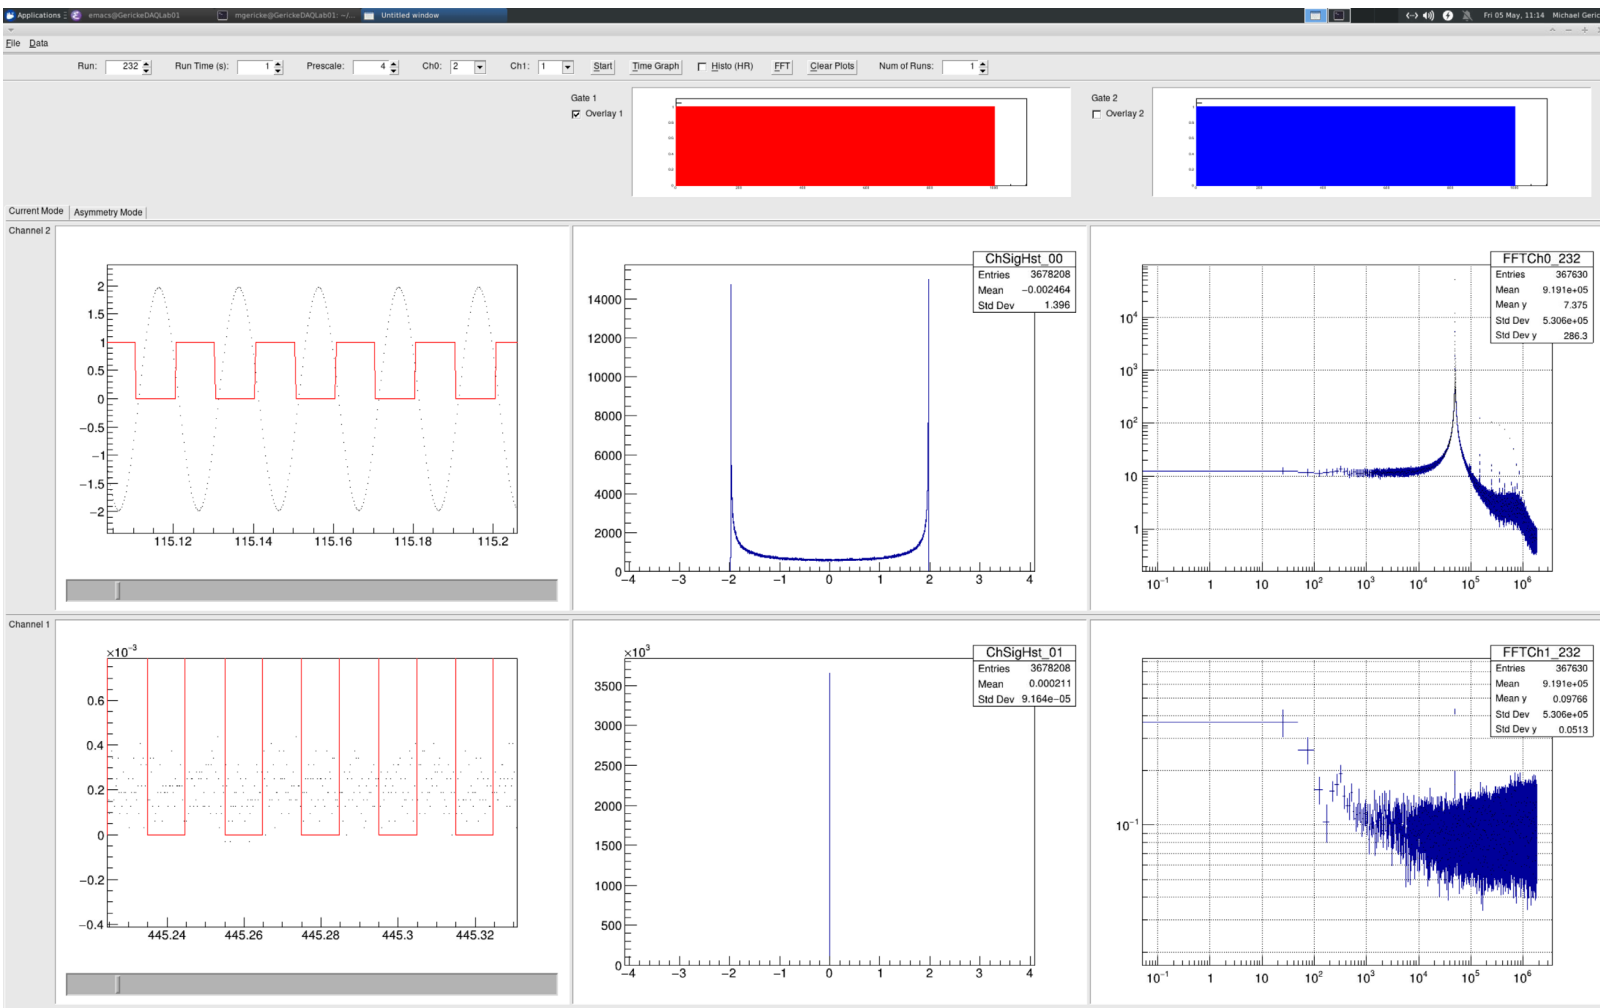 Applications emacs@GerickeDAQLab01 mgericke@GerickeDAQLab01: ~/... Untitled window Fri 05 May, 11:14 Michael Geric
File Data
Run: 232 Run Time (s): 1 Prescale: 4 Ch0: 2 Ch1: 1 Start Time Graph Histo (HR) FFT Clear Plots Num of Runs: 1
Gate 1
Overlay 1
Gate 2
Overlay 2
Current Mode Asymmetry Mode
Channel 2
2
1.5
1
0.5
0
−0.5
−1
−1.5
−2
115.12 115.14 115.16 115.18 115.2
ChSigHst_00
Entries 3678208
Mean −0.002464
Std Dev 1.396
14000
12000
10000
8000
6000
4000
2000
0
−4 −3 −2 −1 0 1 2 3 4
FFTCh0_232
Entries 367630
Mean 9.191e+05
Mean y 7.375
Std Dev 5.306e+05
Std Dev y 286.3
10⁴
10³
10²
10
1
10⁻¹ 1 10 10² 10³ 10⁴ 10⁵ 10⁶
Channel 1
×10⁻³
0.6
0.4
0.2
0
−0.2
−0.4
445.24 445.26 445.28 445.3 445.32
ChSigHst_01
Entries 3678208
Mean 0.000211
Std Dev 9.164e−05
×10³
3500
3000
2500
2000
1500
1000
500
0
−4 −3 −2 −1 0 1 2 3 4
FFTCh1_232
Entries 367630
Mean 9.191e+05
Mean y 0.09766
Std Dev 5.306e+05
Std Dev y 0.0513
10⁻¹
10⁻¹ 1 10 10² 10³ 10⁴ 10⁵ 10⁶